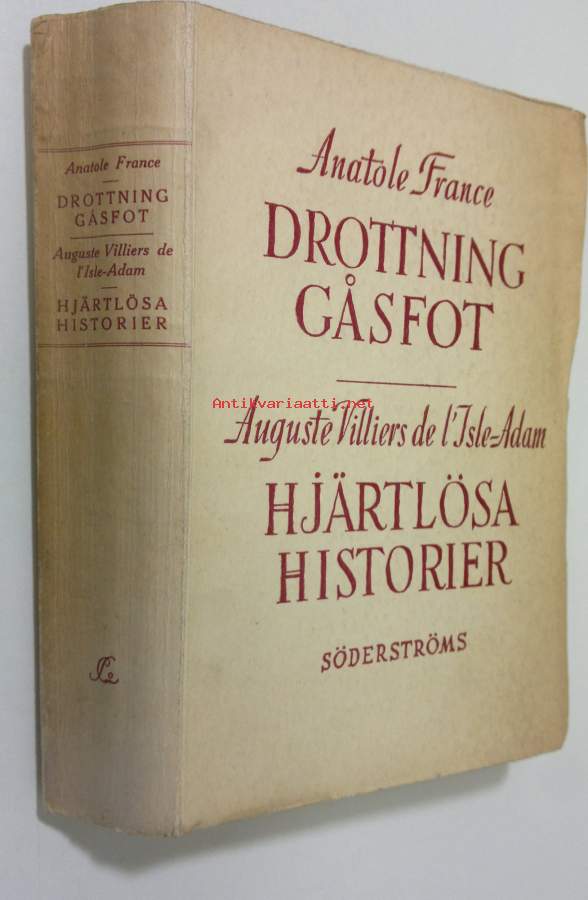 Anatole France
DROTTNING
GÅSFOT
Auguste Villiers de
l'Isle-Adam
HJÄRTLÖSA
HISTORIER
Anatole France
DROTTNING
GÅSFOT
Antikvariaatti.net
Auguste Villiers de l'Isle-Adam
HJÄRTLÖSA
HISTORIER
SÖDERSTRÖMS